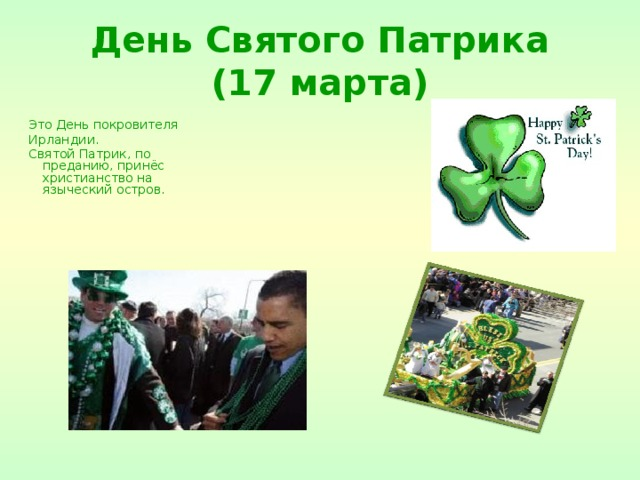 День Святого Патрика
(17 марта)
Это День покровителя
Ирландии.
Святой Патрик, по
преданию, принёс
христианство на
языческий остров.
Happy
St. Patrick's
Day!